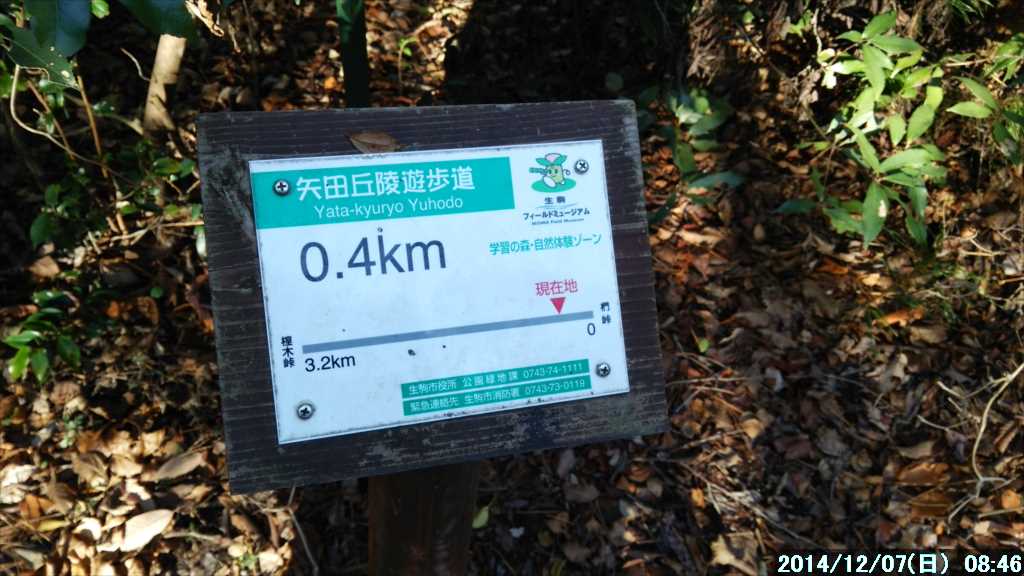 矢田丘陵遊歩道
Yata-kyuryo Yuhodo
生駒
フィールドミュージアム
IKOMA Field Museum
0.4km
学習の森・自然体験ゾーン
現在地
榁木峠
3.2km
椚峠
0
生駒市役所 公園緑地課 0743-74-1111
緊急連絡先 生駒市消防署 0743-73-0119
2014/12/07(日) 08:46